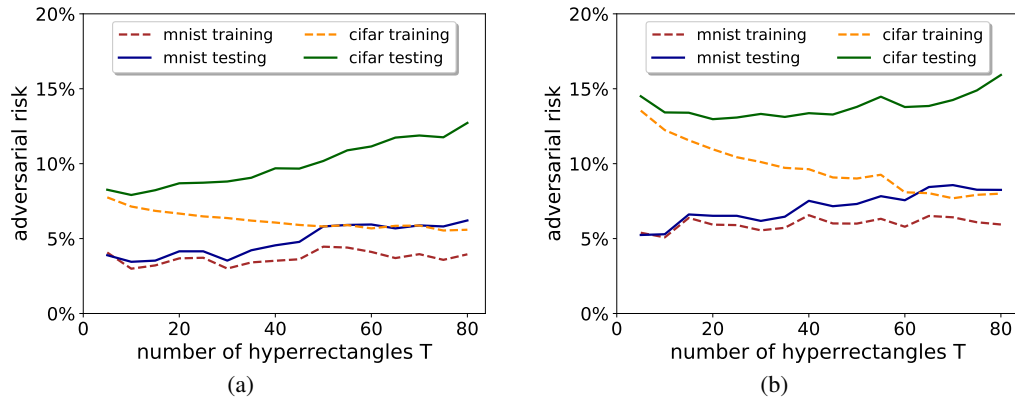 20%
mnist training
cifar training
mnist testing
cifar testing
15%
10%
5%
0%
adversarial risk
0
20
40
60
80
number of hyperrectangles T
(a)
20%
mnist training
cifar training
mnist testing
cifar testing
15%
10%
5%
0%
adversarial risk
0
20
40
60
80
number of hyperrectangles T
(b)